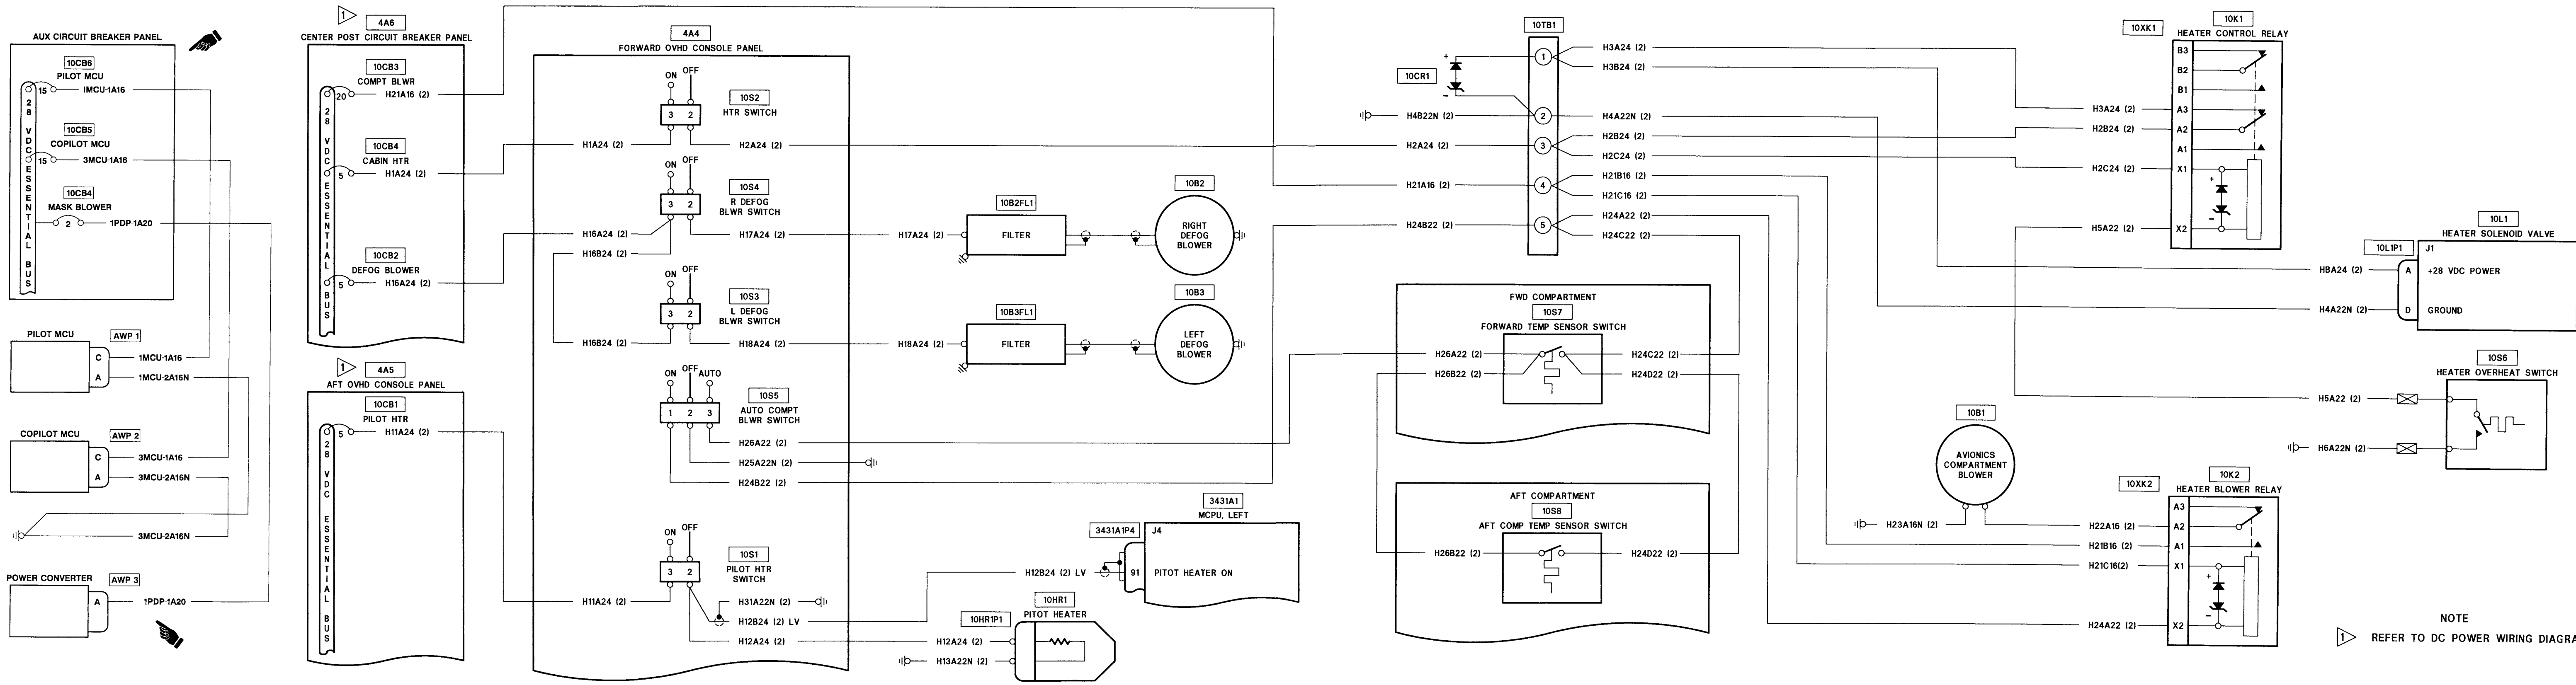 AUX CIRCUIT BREAKER PANEL
10CB6
PILOT MCU
15
IMCU-1A16
28 VDC ESSENTIAL BUS
10CB5
COPILOT MCU
15
3MCU-1A16
10CB4
MASK BLOWER
2
1PDP-1A20
PILOT MCU
AWP 1
C
1MCU-1A16
A
1MCU-2A16N
COPILOT MCU
AWP 2
C
3MCU-1A16
A
3MCU-2A16N
3MCU-2A16N
POWER CONVERTER
AWP 3
A
1PDP-1A20
1
4A6
CENTER POST CIRCUIT BREAKER PANEL
10CB3
COMPT BLWR
20
H21A16 (2)
28 VDC ESSENTIAL BUS
10CB4
CABIN HTR
5
H1A24 (2)
10CB2
DEFOG BLOWER
5
H16A24 (2)
1
4A5
AFT OVHD CONSOLE PANEL
10CB1
PILOT HTR
5
H11A24 (2)
28 VDC ESSENTIAL BUS
4A4
FORWARD OVHD CONSOLE PANEL
ON OFF
10S2
HTR SWITCH
3 2
H1A24 (2)
H2A24 (2)
ON OFF
10S4
R DEFOG
BLWR SWITCH
3 2
H16A24 (2)
H17A24 (2)
H16B24 (2)
ON OFF
10S3
L DEFOG
BLWR SWITCH
3 2
H16B24 (2)
H18A24 (2)
ON OFF AUTO
10S5
AUTO COMPT
BLWR SWITCH
1 2 3
H26A22 (2)
H25A22N (2)
H24B22 (2)
ON OFF
10S1
PILOT HTR
SWITCH
3 2
H11A24 (2)
H31A22N (2)
H12B24 (2) LV
H12A24 (2)
H17A24 (2)
10B2FL1
FILTER
10B2
RIGHT
DEFOG
BLOWER
H18A24 (2)
10B3FL1
FILTER
10B3
LEFT
DEFOG
BLOWER
3431A1
MCPU, LEFT
3431A1P4
J4
H12B24 (2) LV
91
PITOT HEATER ON
10HR1
PITOT HEATER
10HR1P1
H12A24 (2)
H13A22N (2)
10TB1
10CR1
+
−
1
H3A24 (2)
H3B24 (2)
H4B22N (2)
2
H4A22N (2)
H2A24 (2)
3
H2B24 (2)
H2C24 (2)
H21A16 (2)
4
H21B16 (2)
H21C16 (2)
H24B22 (2)
5
H24A22 (2)
H24C22 (2)
FWD COMPARTMENT
10S7
FORWARD TEMP SENSOR SWITCH
H26A22 (2)
H24C22 (2)
H26B22 (2)
H24D22 (2)
AFT COMPARTMENT
10S8
AFT COMP TEMP SENSOR SWITCH
H26B22 (2)
H24D22 (2)
10B1
AVIONICS
COMPARTMENT
BLOWER
H23A16N (2)
10K1
10XK1
HEATER CONTROL RELAY
B3
B2
B1
H3A24 (2)
A3
H2B24 (2)
A2
A1
H2C24 (2)
X1
+
−
H5A22 (2)
X2
10L1
HEATER SOLENOID VALVE
10L1P1
J1
HBA24 (2)
A
+28 VDC POWER
H4A22N (2)
D
GROUND
10S6
HEATER OVERHEAT SWITCH
H5A22 (2)
H6A22N (2)
10K2
10XK2
HEATER BLOWER RELAY
A3
H22A16 (2)
A2
H21B16 (2)
A1
H21C16(2)
X1
+
−
H24A22 (2)
X2
NOTE
1
REFER TO DC POWER WIRING DIAGRA